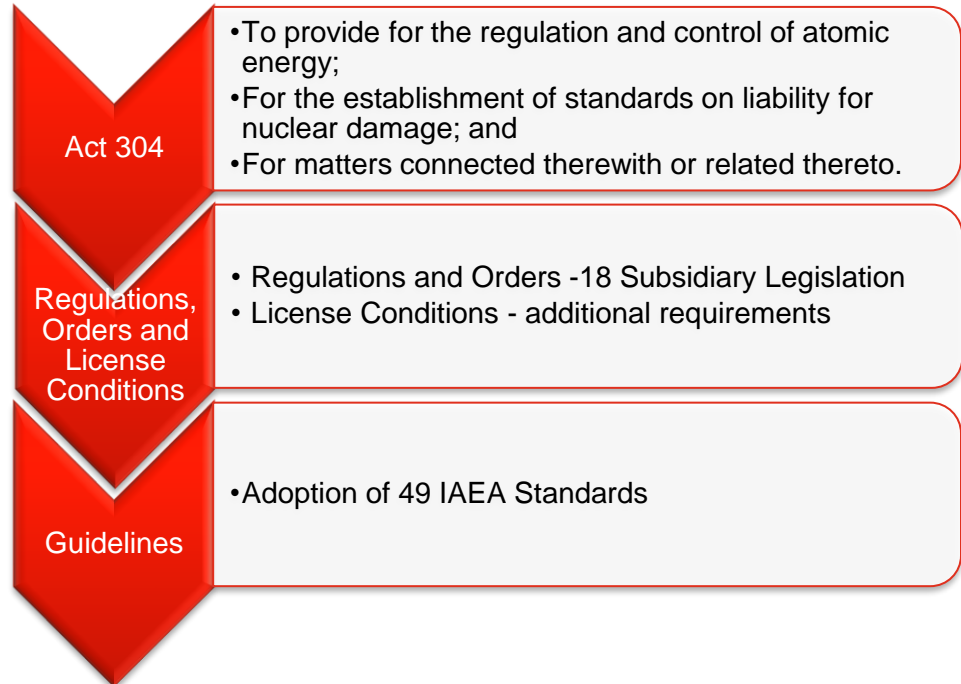 Act 304
•To provide for the regulation and control of atomic
energy;
•For the establishment of standards on liability for
nuclear damage; and
•For matters connected therewith or related thereto.
Regulations,
Orders and
License
Conditions
• Regulations and Orders -18 Subsidiary Legislation
• License Conditions - additional requirements
Guidelines
•Adoption of 49 IAEA Standards